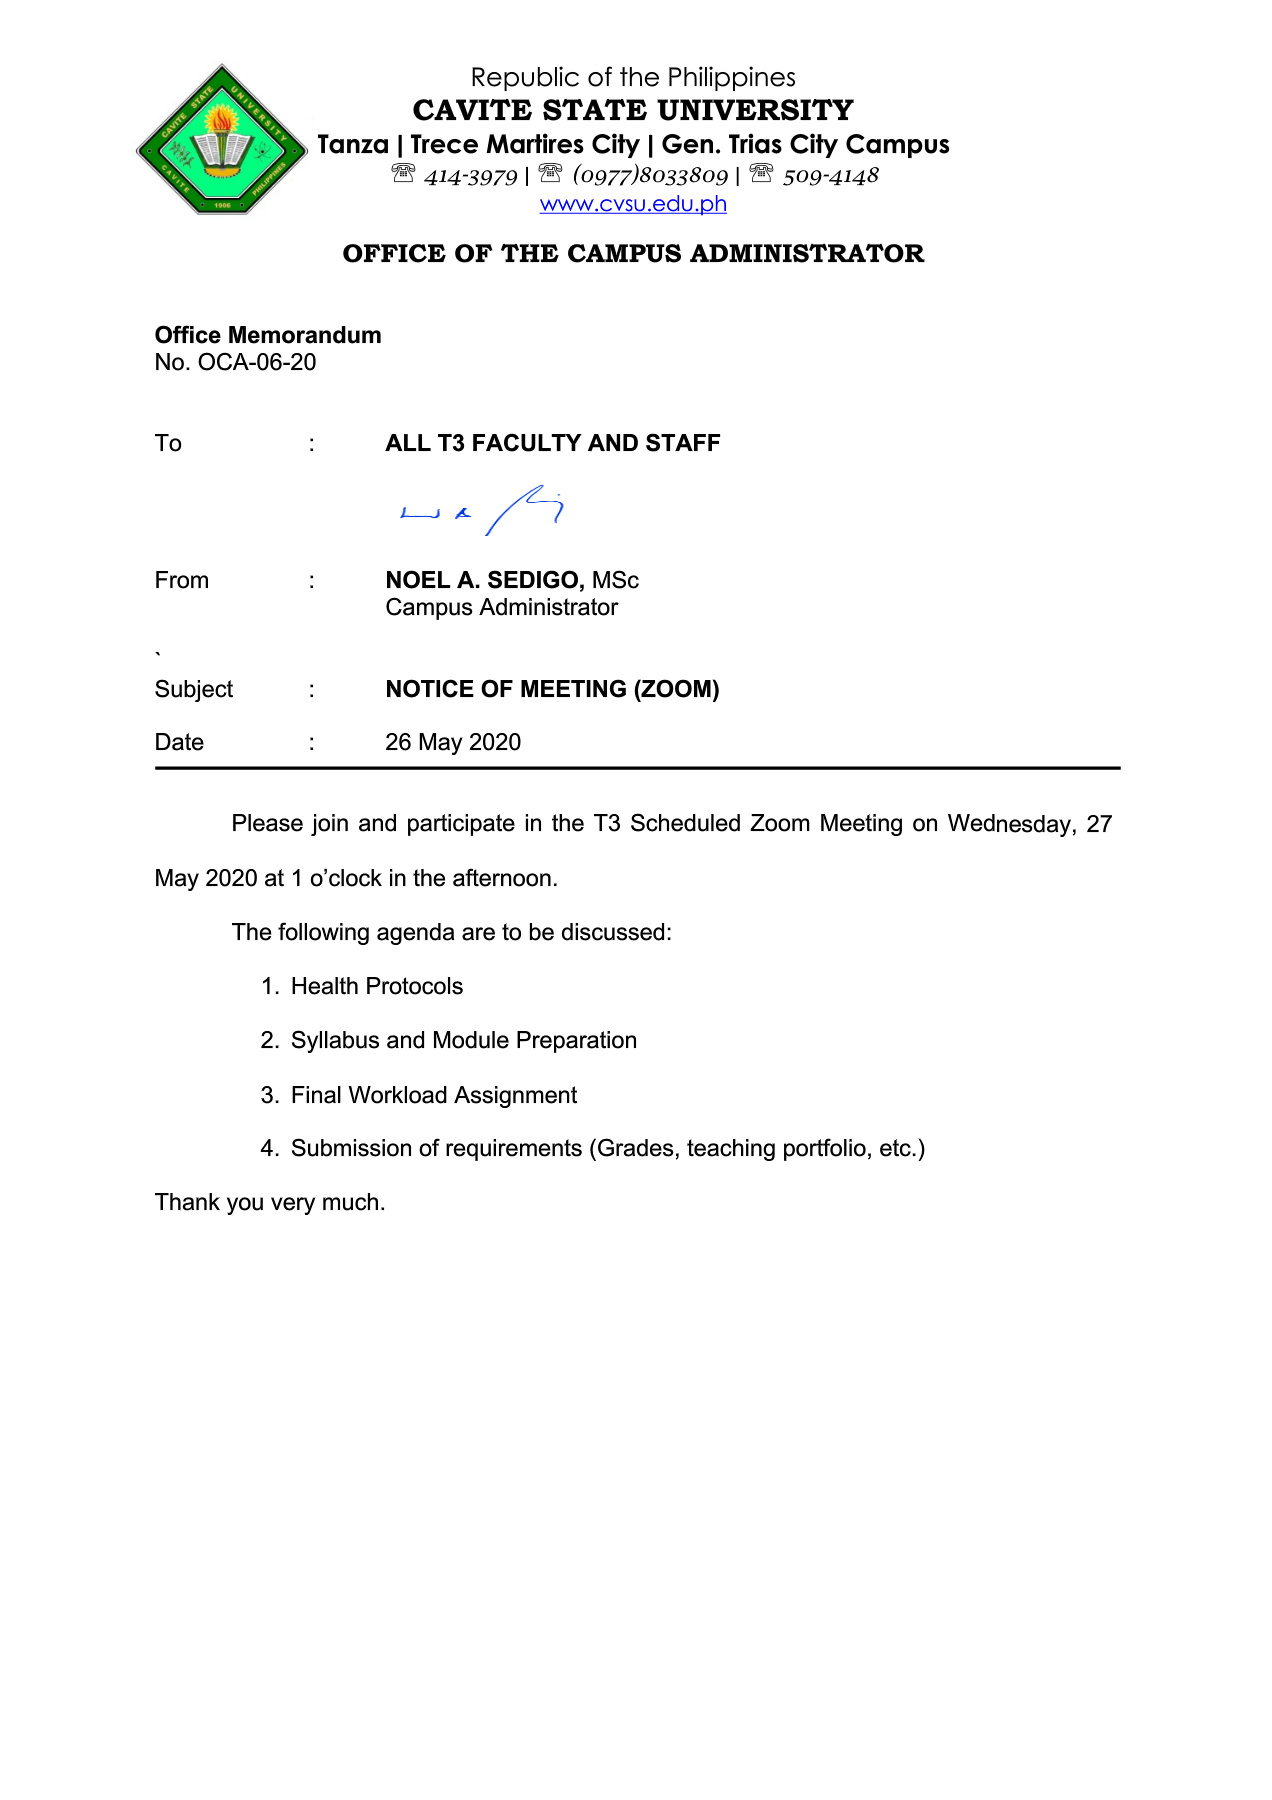 Republic of the Philippines
CAVITE STATE UNIVERSITY
Tanza | Trece Martires City | Gen. Trias City Campus
☏ 414-3979 | ☏ (0977)8033809 | ☏ 509-4148
www.cvsu.edu.ph
CAVITE STATE UNIVERSITY
CAVITE PHILIPPINES
1906
OFFICE OF THE CAMPUS ADMINISTRATOR
Office Memorandum
No. OCA-06-20
To : ALL T3 FACULTY AND STAFF
From : NOEL A. SEDIGO, MSc
Campus Administrator
`
Subject : NOTICE OF MEETING (ZOOM)
Date : 26 May 2020
Please join and participate in the T3 Scheduled Zoom Meeting on Wednesday, 27
May 2020 at 1 o’clock in the afternoon.
The following agenda are to be discussed:
1. Health Protocols
2. Syllabus and Module Preparation
3. Final Workload Assignment
4. Submission of requirements (Grades, teaching portfolio, etc.)
Thank you very much.